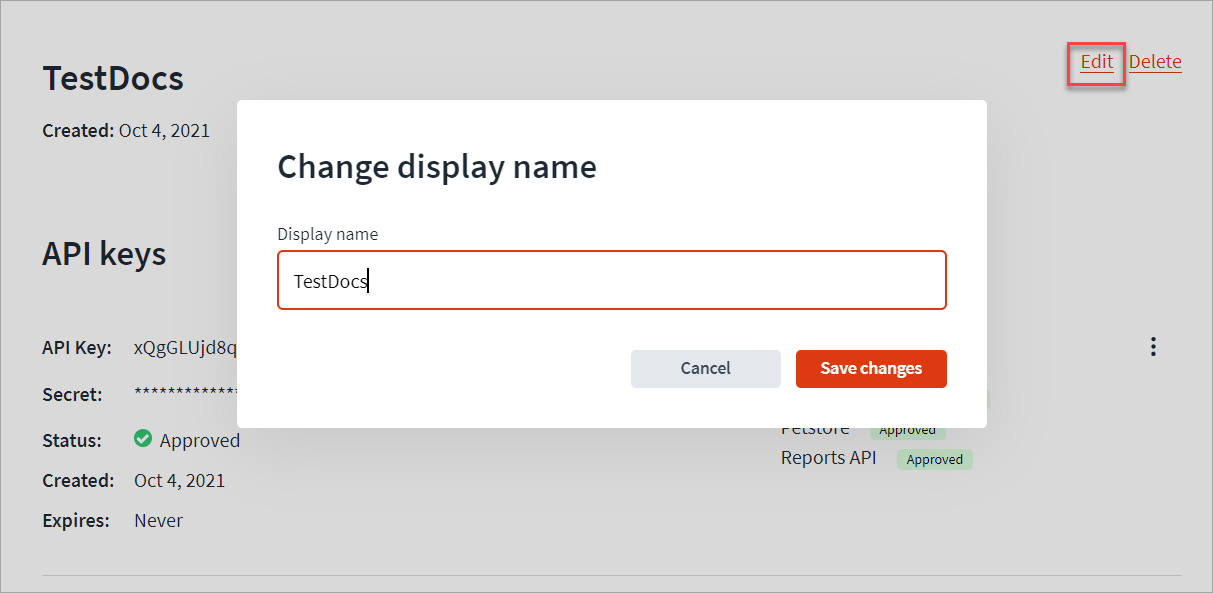 TestDocs
Edit Delete
Created: Oct 4, 2021
Change display name
Display name
TestDocs
Cancel Save changes
API keys
API Key: xQgGLUjd8q
Secret: *************
Status: Approved
Created: Oct 4, 2021
Expires: Never
Petstore Approved
Reports API Approved